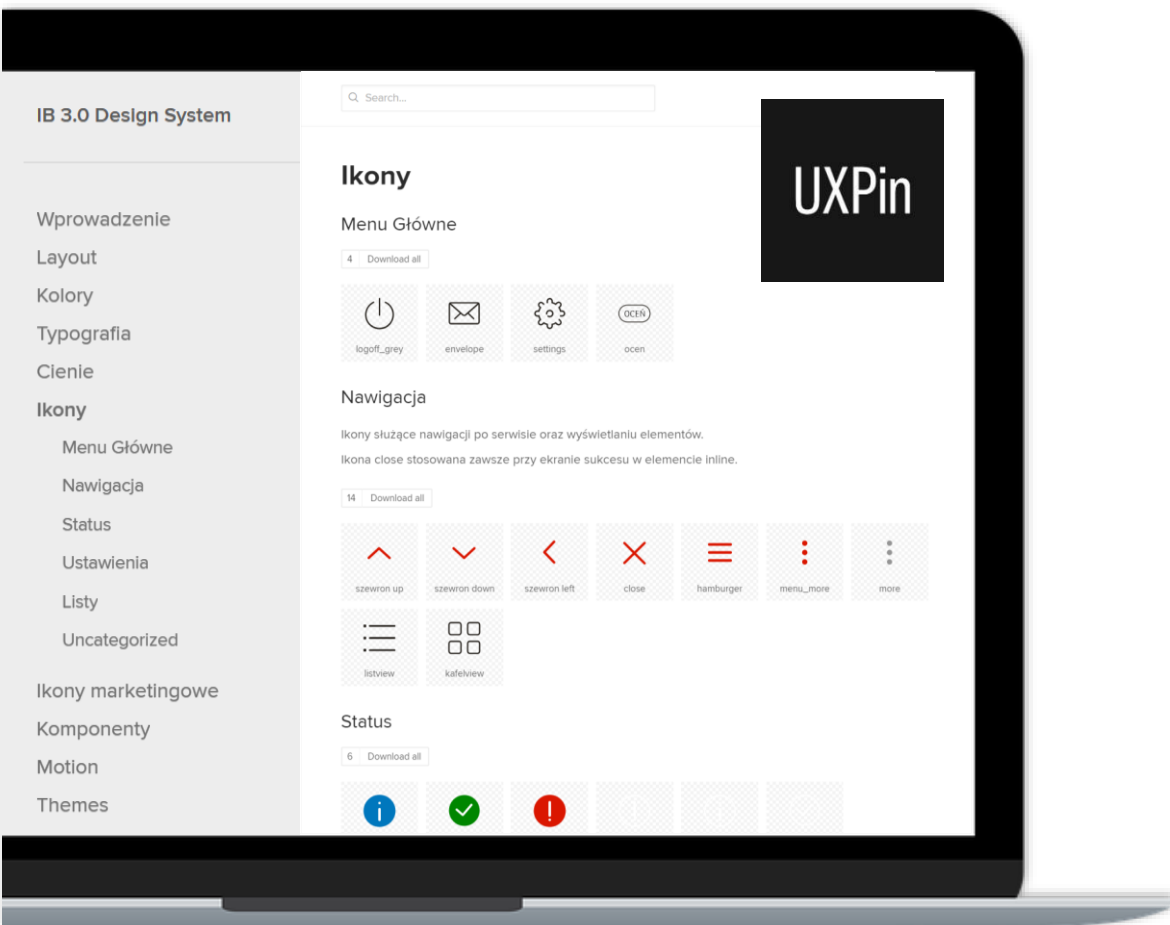 IB 3.0 Design System
Wprowadzenie
Layout
Kolory
Typografia
Cienie
Ikony
Menu Główne
Nawigacja
Status
Ustawienia
Listy
Uncategorized
Ikony marketingowe
Komponenty
Motion
Themes
Search...
UXPin
Ikony
Menu Główne
4 Download all
OCEŃ
logoff_grey envelope settings ocen
Nawigacja
Ikony służące nawigacji po serwisie oraz wyświetlaniu elementów.
Ikona close stosowana zawsze przy ekranie sukcesu w elemencie inline.
14 Download all
szewron up szewron down szewron left close hamburger menu_more more
listview kafelview
Status
6 Download all